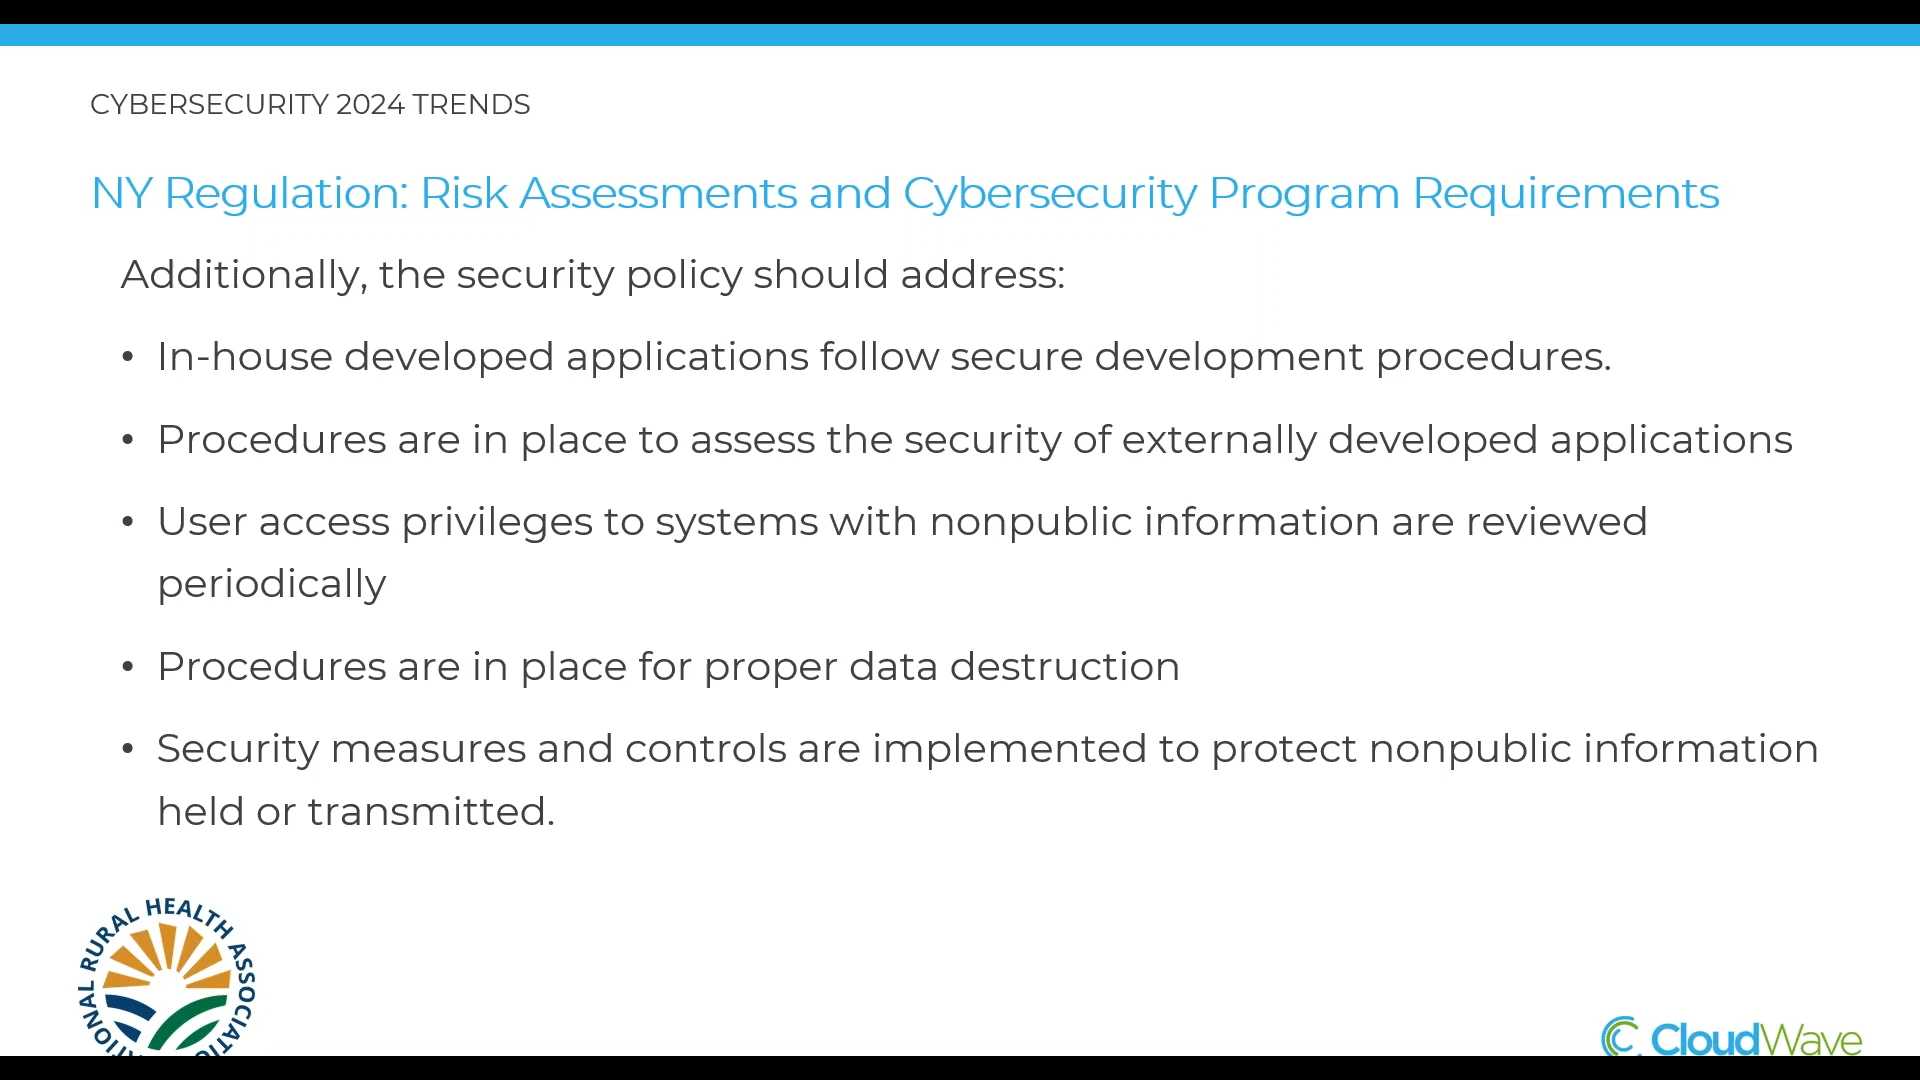 CYBERSECURITY 2024 TRENDS
NY Regulation: Risk Assessments and Cybersecurity Program Requirements
Additionally, the security policy should address:
• In-house developed applications follow secure development procedures.
• Procedures are in place to assess the security of externally developed applications
• User access privileges to systems with nonpublic information are reviewed
periodically
• Procedures are in place for proper data destruction
• Security measures and controls are implemented to protect nonpublic information
held or transmitted.
NATIONAL RURAL HEALTH ASSOCIATION
CloudWave